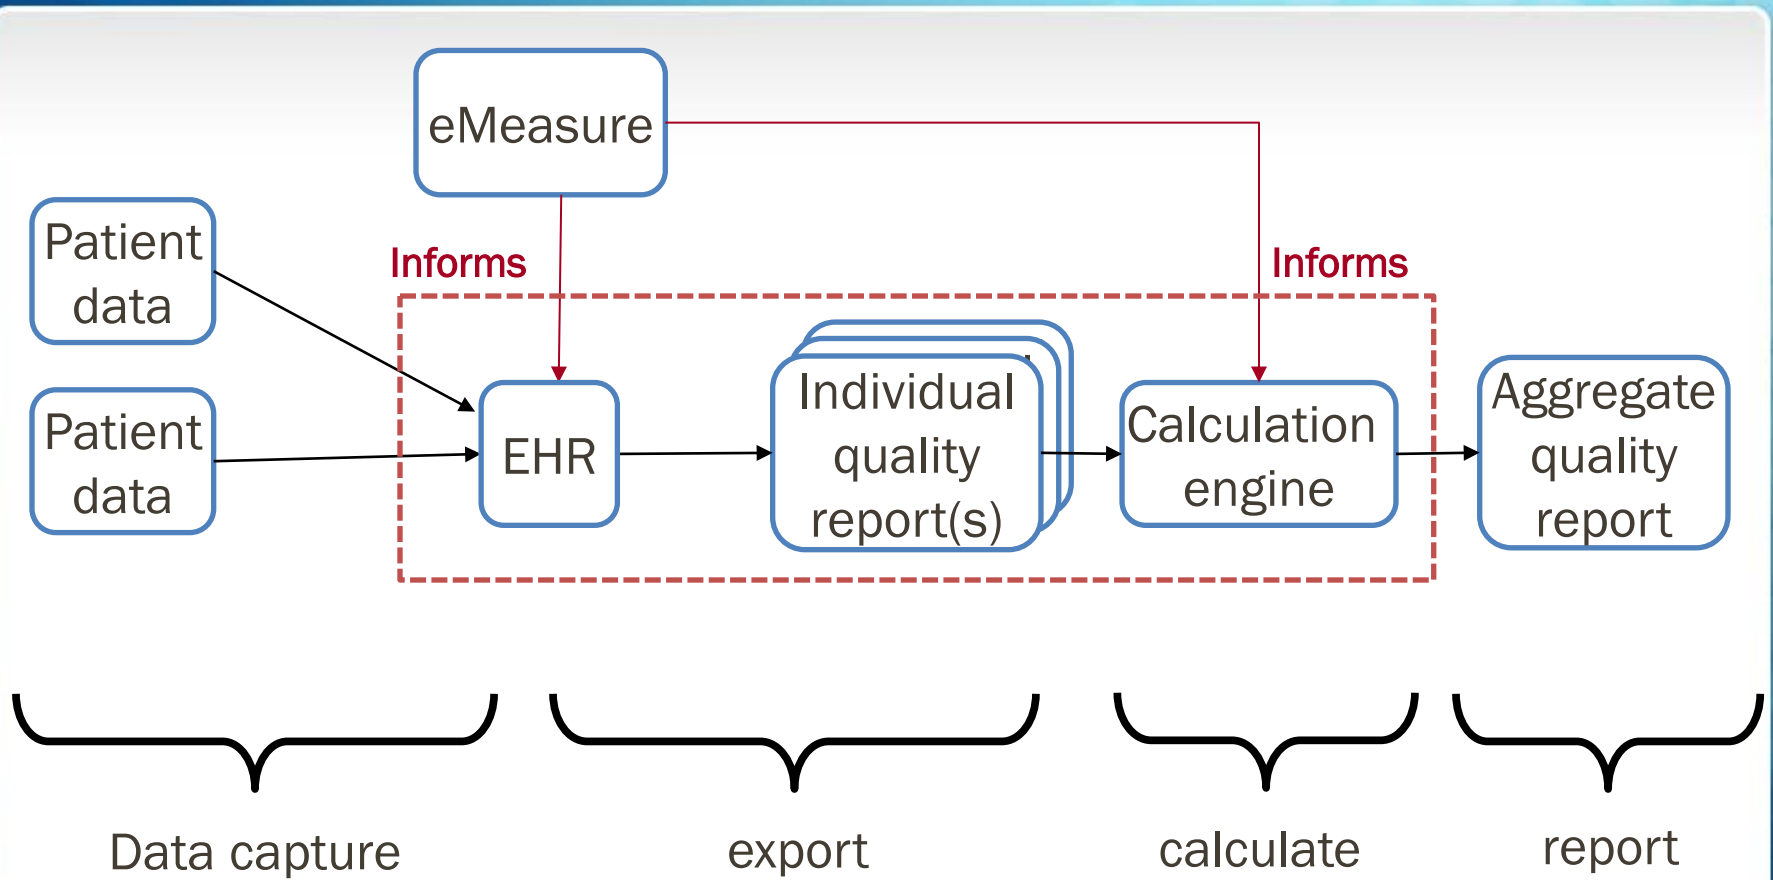 eMeasure
Patient
data
Informs
Informs
Patient
data
EHR
Individual
quality
report(s)
Calculation
engine
Aggregate
quality
report
Data capture
export
calculate
report